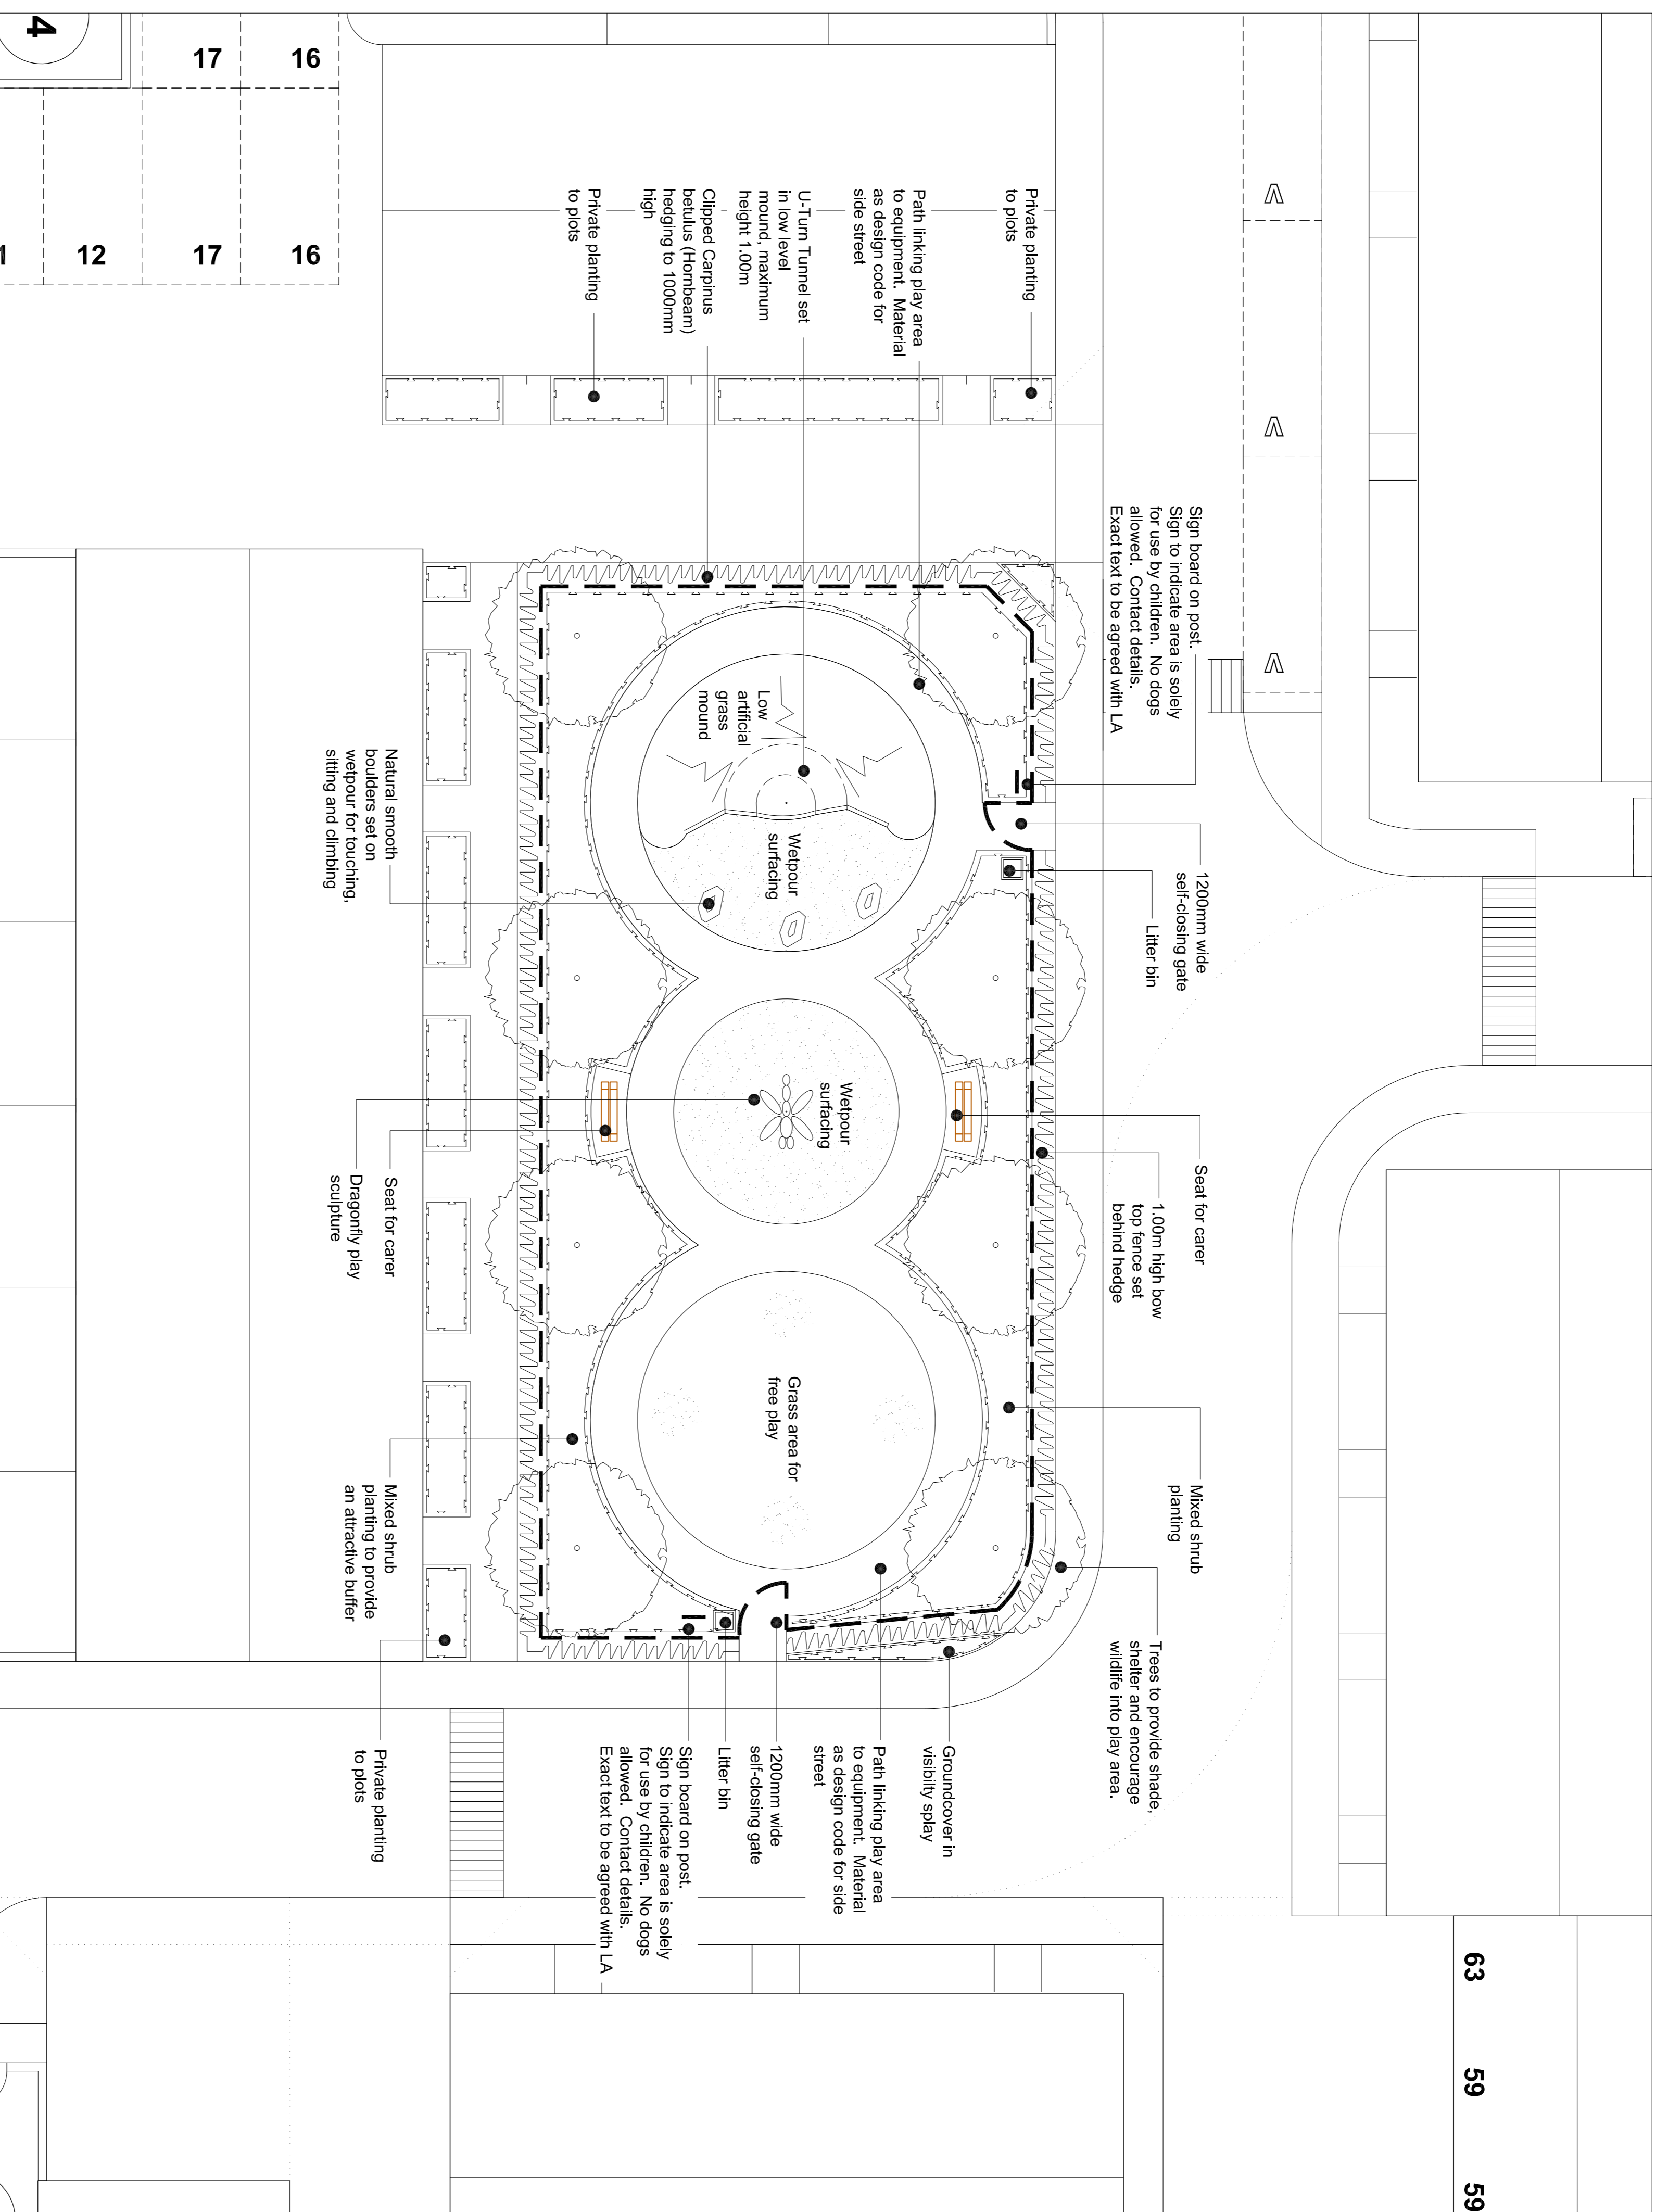 Private planting
to plots
Path linking play area
to equipment. Material
as design code for
side street
U-Turn Tunnel set
in low level
mound, maximum
height 1.00m
Clipped Carpinus
betulus (Hornbeam)
hedging to 1000mm
high
Private planting
to plots
Sign board on post.
Sign to indicate area is solely
for use by children. No dogs
allowed. Contact details.
Exact text to be agreed with LA
1200mm wide
self-closing gate
Litter bin
Seat for carer
1.00m high bow
top fence set
behind hedge
Mixed shrub
planting
Trees to provide shade,
shelter and encourage
wildlife into play area.
Low
artificial
grass
mound
Wetpour
surfacing
Wetpour
surfacing
Grass area for
free play
Natural smooth
boulders set on
wetpour for touching,
sitting and climbing
Seat for carer
Dragonfly play
sculpture
Mixed shrub
planting to provide
an attractive buffer
Groundcover in
visibilty splay
Path linking play area
to equipment. Material
as design code for side
street
1200mm wide
self-closing gate
Litter bin
Sign board on post.
Sign to indicate area is solely
for use by children. No dogs
allowed. Contact details.
Exact text to be agreed with LA
Private planting
to plots
V
V
V
63
59
59
4
17
16
1
12
17
16